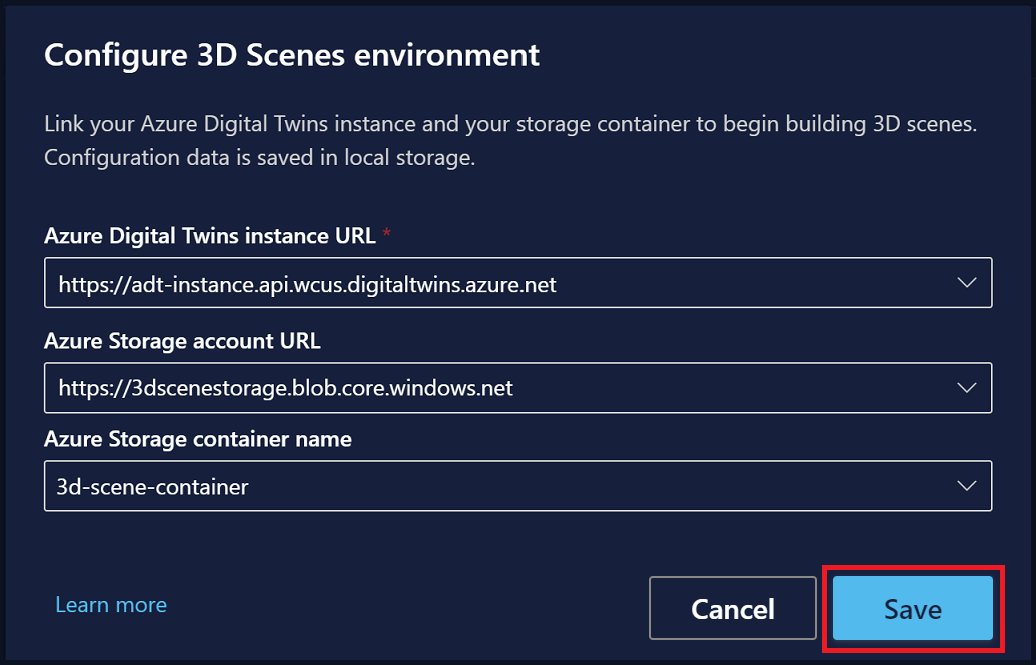 Configure 3D Scenes environment
Link your Azure Digital Twins instance and your storage container to begin building 3D scenes.
Configuration data is saved in local storage.
Azure Digital Twins instance URL *
https://adt-instance.api.wcus.digitaltwins.azure.net
Azure Storage account URL
https://3dscenestorage.blob.core.windows.net
Azure Storage container name
3d-scene-container
Learn more
Cancel
Save